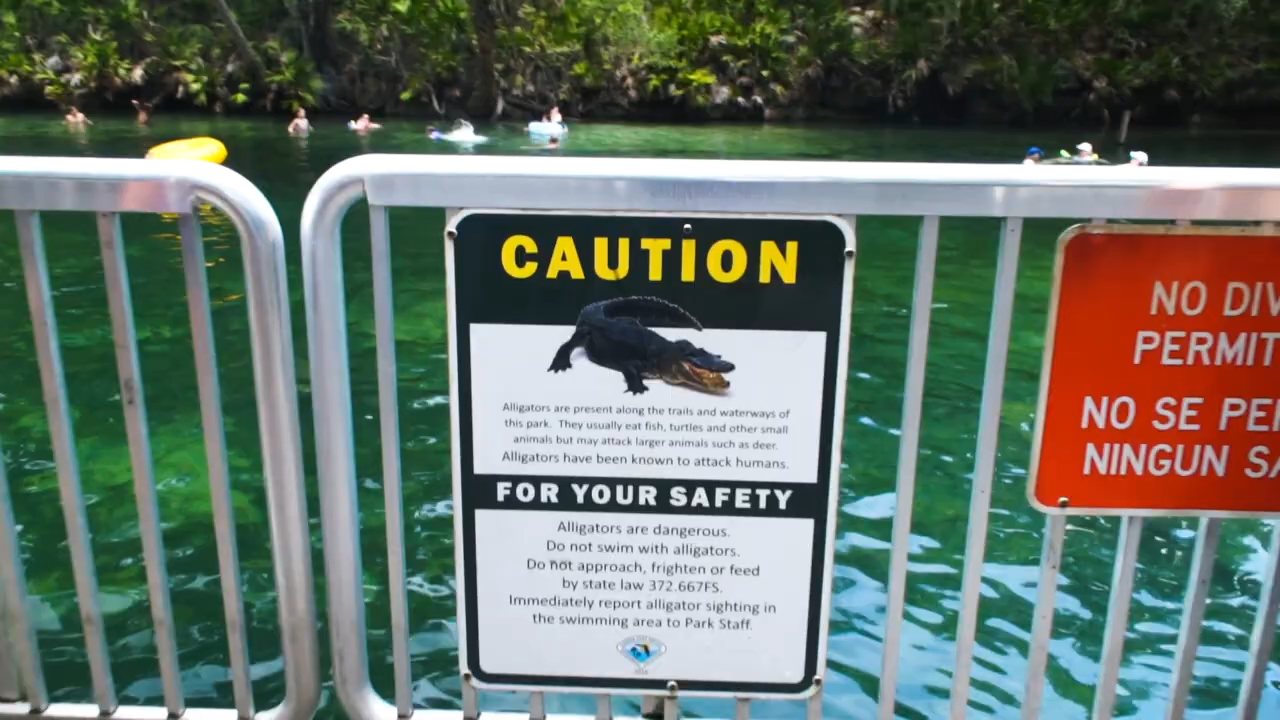 CAUTION
Alligators are present along the trails and waterways of
this park. They usually eat fish, turtles and other small
animals but may attack larger animals such as deer.
Alligators have been known to attack humans.
FOR YOUR SAFETY
Alligators are dangerous.
Do not swim with alligators.
Do not approach, frighten or feed
by state law 372.667FS.
Immediately report alligator sighting in
the swimming area to Park Staff.
NO DIV
PERMIT
NO SE PE
NINGUN SA